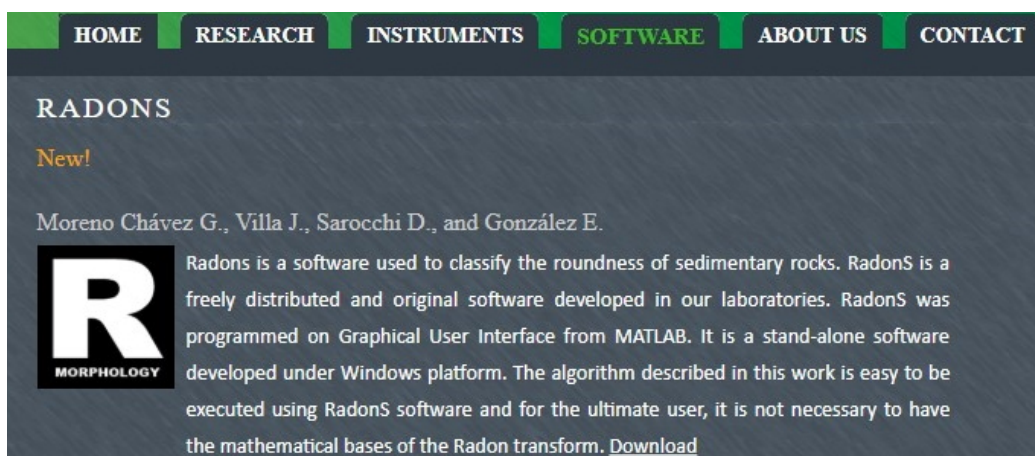 HOME RESEARCH INSTRUMENTS SOFTWARE ABOUT US CONTACT
RADONS
New!
Moreno Chávez G., Villa J., Sarocchi D., and González E.
R
MORPHOLOGY
Radons is a software used to classify the roundness of sedimentary rocks. RadonS is a
freely distributed and original software developed in our laboratories. RadonS was
programmed on Graphical User Interface from MATLAB. It is a stand-alone software
developed under Windows platform. The algorithm described in this work is easy to be
executed using RadonS software and for the ultimate user, it is not necessary to have
the mathematical bases of the Radon transform. Download